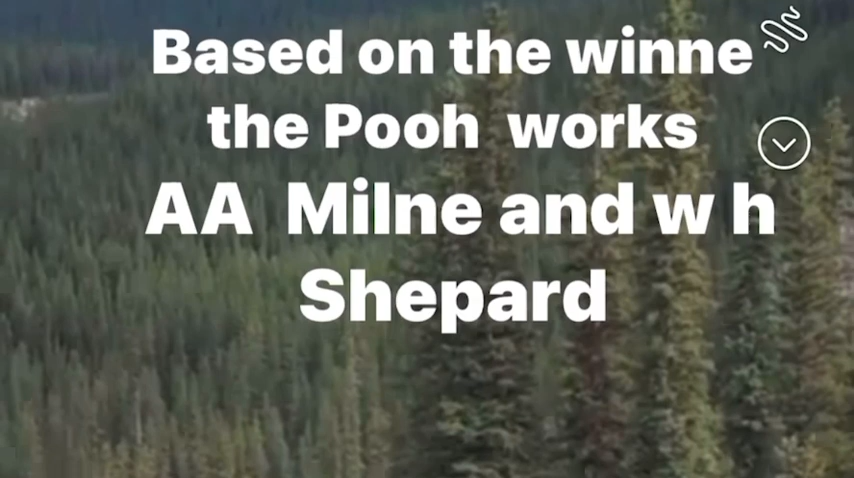 Based on the winne
the Pooh works
AA Milne and w h
Shepard